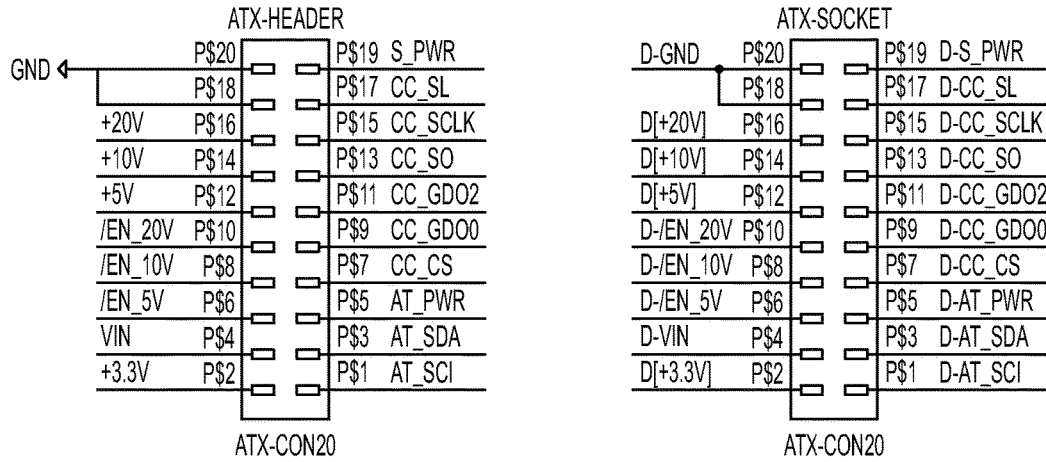 ATX-HEADER
GND P$20 P$19 S_PWR
P$18 P$17 CC_SL
+20V P$16 P$15 CC_SCLK
+10V P$14 P$13 CC_SO
+5V P$12 P$11 CC_GDO2
/EN_20V P$10 P$9 CC_GDO0
/EN_10V P$8 P$7 CC_CS
/EN_5V P$6 P$5 AT_PWR
VIN P$4 P$3 AT_SDA
+3.3V P$2 P$1 AT_SCI
ATX-CON20
ATX-SOCKET
D-GND P$20 P$19 D-S_PWR
P$18 P$17 D-CC_SL
D[+20V] P$16 P$15 D-CC_SCLK
D[+10V] P$14 P$13 D-CC_SO
D[+5V] P$12 P$11 D-CC_GDO2
D-/EN_20V P$10 P$9 D-CC_GDO0
D-/EN_10V P$8 P$7 D-CC_CS
D-/EN_5V P$6 P$5 D-AT_PWR
D-VIN P$4 P$3 D-AT_SDA
D[+3.3V] P$2 P$1 D-AT_SCI
ATX-CON20